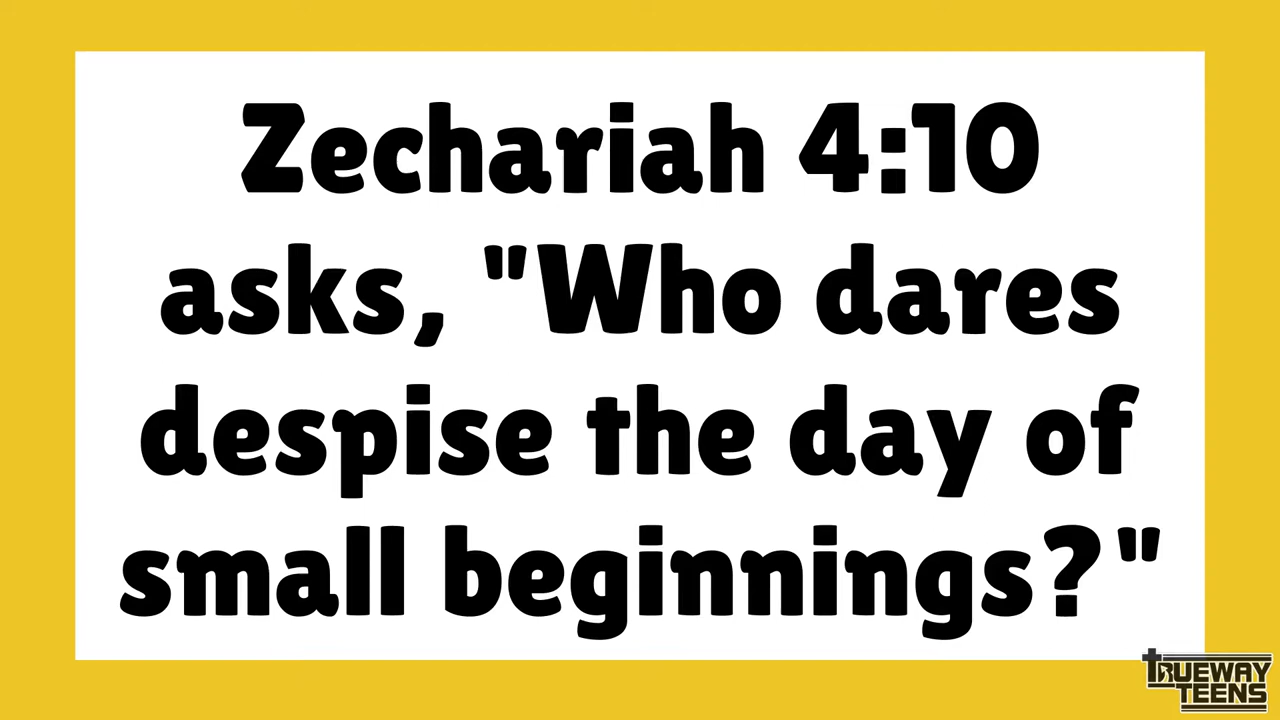 Zechariah 4:10
asks, "Who dares
despise the day of
small beginnings?"
TRUEWAY
TEENS